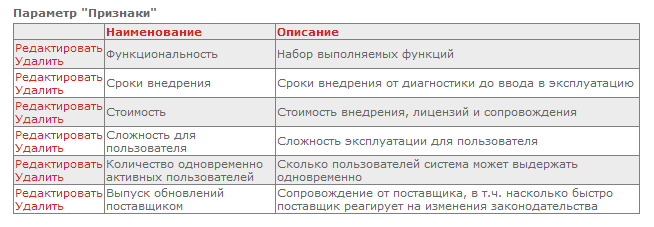 Параметр "Признаки"
Наименование Описание
Редактировать
Удалить
Функциональность
Набор выполняемых функций
Редактировать
Удалить
Сроки внедрения
Сроки внедрения от диагностики до ввода в эксплуатацию
Редактировать
Удалить
Стоимость
Стоимость внедрения, лицензий и сопровождения
Редактировать
Удалить
Сложность для
пользователя
Сложность эксплуатации для пользователя
Редактировать
Удалить
Количество одновременно
активных пользователей
Сколько пользователей система может выдержать
одновременно
Редактировать
Удалить
Выпуск обновлений
поставщиком
Сопровождение от поставщика, в т.ч. насколько быстро
поставщик реагирует на изменения законодательства